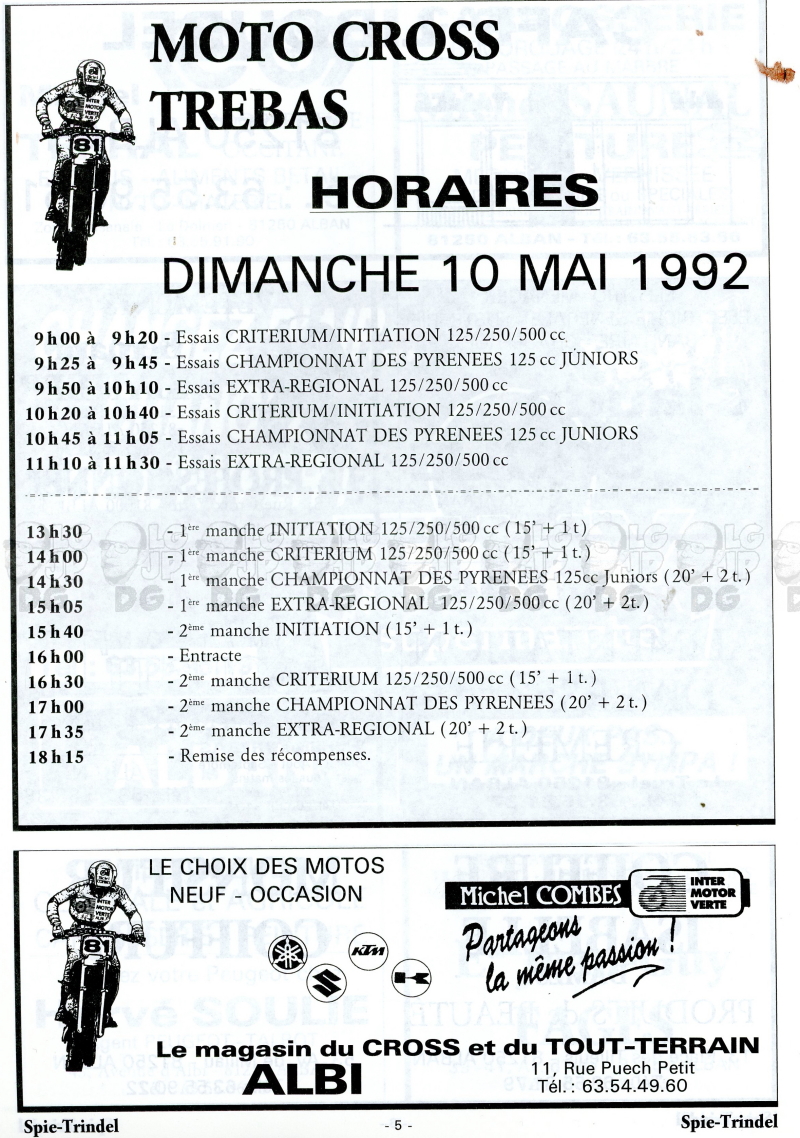 MOTO CROSS
TREBAS
INTER
MOTOR
VERTE
81
HORAIRES
DIMANCHE 10 MAI 1992
9h00 à 9h20 - Essais CRITERIUM/INITIATION 125/250/500 cc
9h25 à 9h45 - Essais CHAMPIONNAT DES PYRENEES 125 cc JUNIORS
9h50 à 10h10 - Essais EXTRA-REGIONAL 125/250/500 cc
10h20 à 10h40 - Essais CRITERIUM/INITIATION 125/250/500 cc
10h45 à 11h05 - Essais CHAMPIONNAT DES PYRENEES 125 cc JUNIORS
11h10 à 11h30 - Essais EXTRA-REGIONAL 125/250/500 cc
13h30 - 1ère manche INITIATION 125/250/500 cc (15' + 1 t.)
14h00 - 1ère manche CRITERIUM 125/250/500 cc (15' + 1 t.)
14h30 - 1ère manche CHAMPIONNAT DES PYRENEES 125cc Juniors (20' + 2 t.)
15h05 - 1ère manche EXTRA-REGIONAL 125/250/500 cc (20' + 2t.)
15h40 - 2ème manche INITIATION (15' + 1 t.)
16h00 - Entracte
16h30 - 2ème manche CRITERIUM 125/250/500 cc (15' + 1 t.)
17h00 - 2ème manche CHAMPIONNAT DES PYRENEES (20' + 2 t.)
17h35 - 2ème manche EXTRA-REGIONAL (20' + 2 t.)
18h15 - Remise des récompenses.
LE CHOIX DES MOTOS
NEUF - OCCASION
Michel COMBES
INTER
MOTOR
VERTE
Partageons
la même passion !
KTM
81
Le magasin du CROSS et du TOUT-TERRAIN
ALBI
11, Rue Puech Petit
Tél. : 63.54.49.60
Spie-Trindel
- 5 -
Spie-Trindel